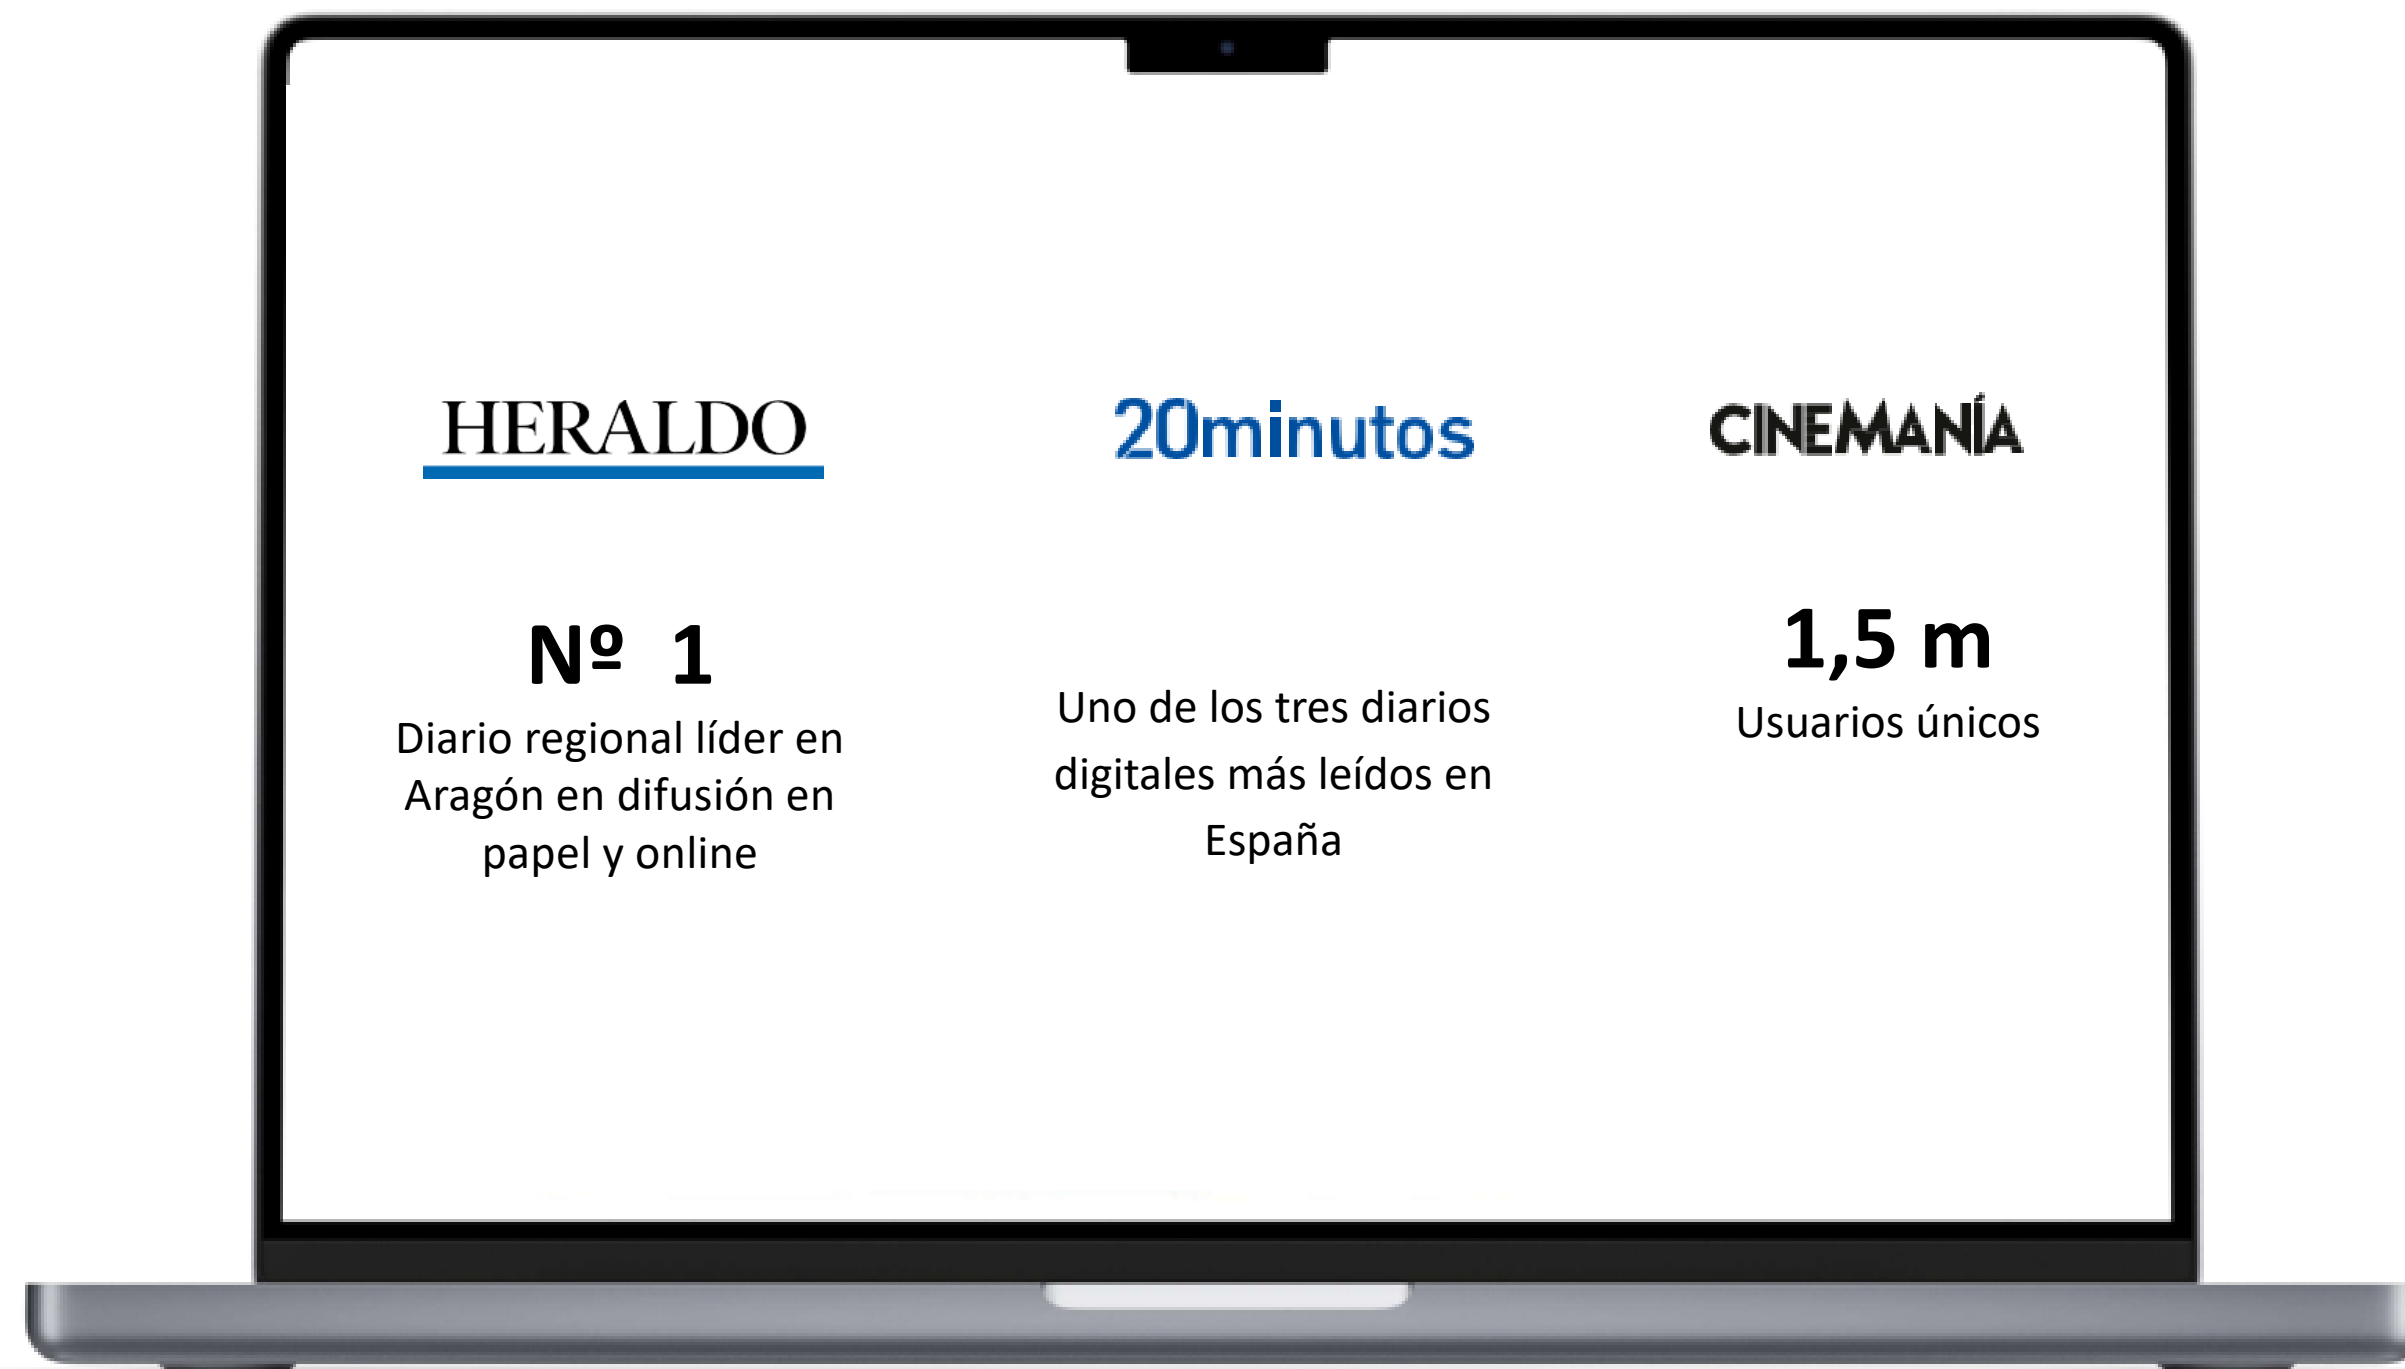 HERALDO
Nº 1
Diario regional líder en
Aragón en difusión en
papel y online
20minutos
Uno de los tres diarios
digitales más leídos en
España
CINEMANÍA
1,5 m
Usuarios únicos